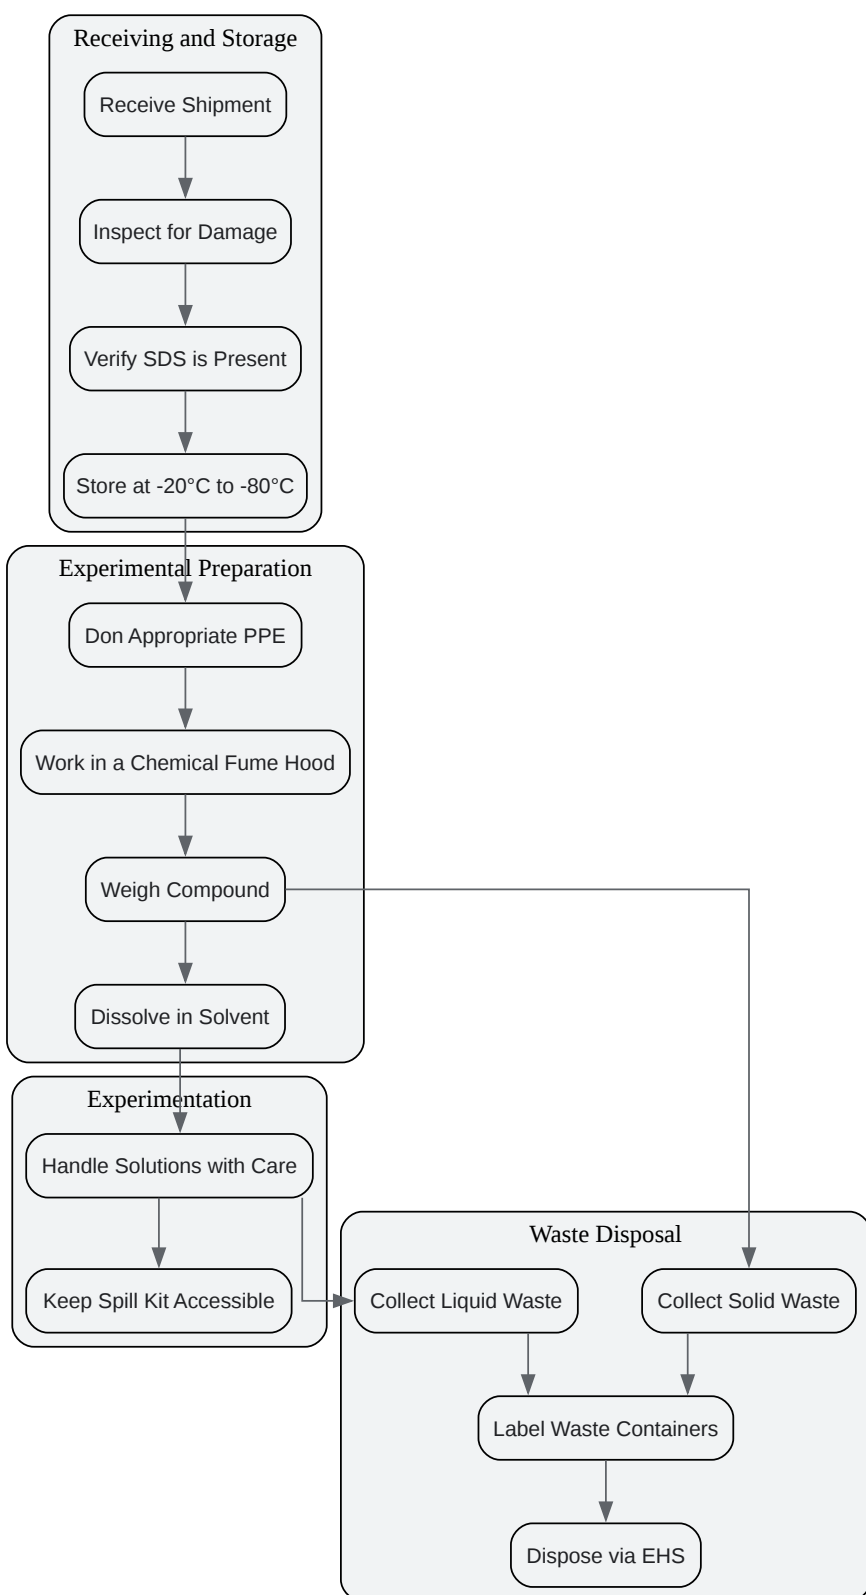 Receiving and Storage
Receive Shipment
Inspect for Damage
Verify SDS is Present
Store at -20°C to -80°C
Experimental Preparation
Don Appropriate PPE
Work in a Chemical Fume Hood
Weigh Compound
Dissolve in Solvent
Experimentation
Handle Solutions with Care
Keep Spill Kit Accessible
Waste Disposal
Collect Liquid Waste
Collect Solid Waste
Label Waste Containers
Dispose via EHS